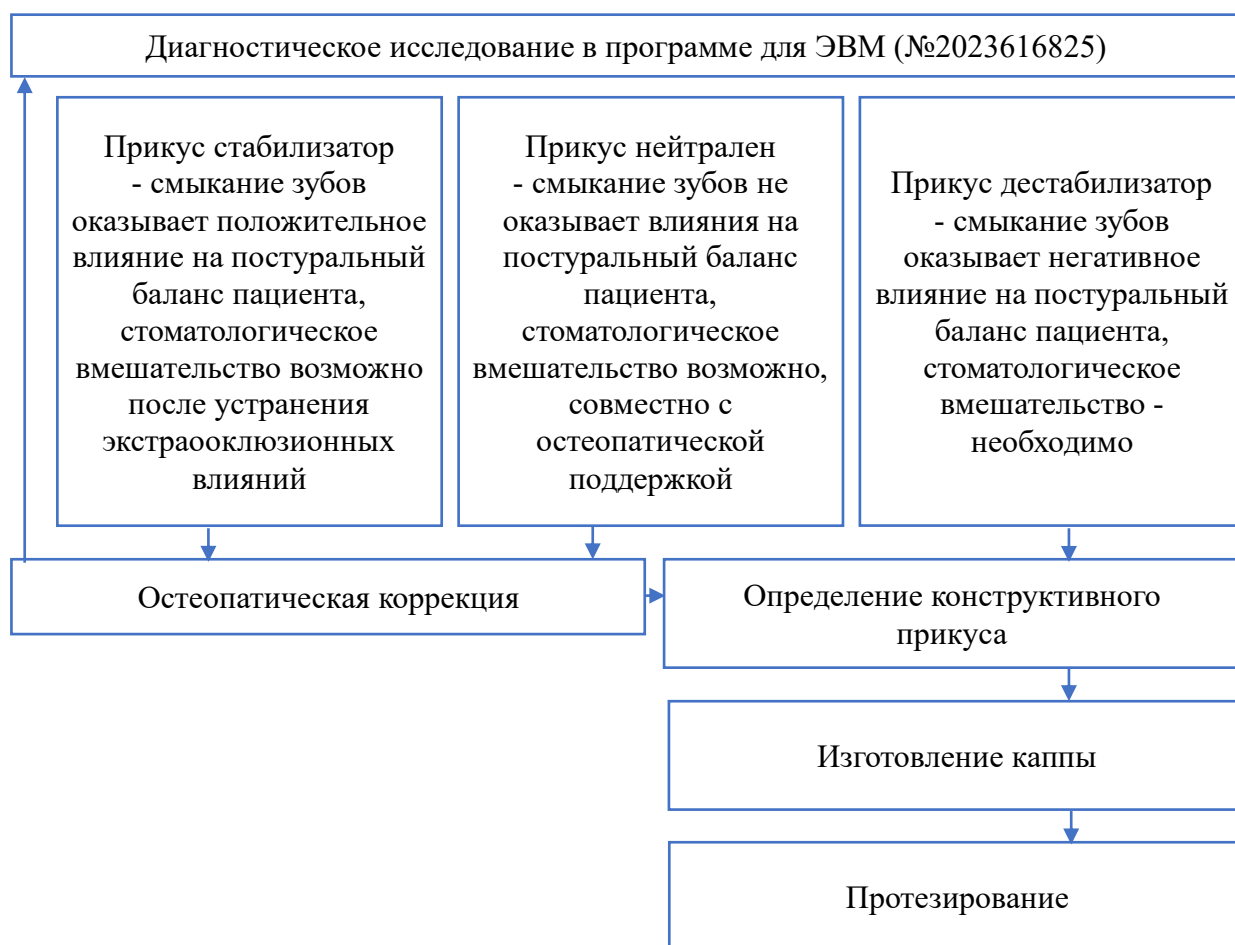 Диагностическое исследование в программе для ЭВМ (№2023616825)
Прикус стабилизатор
- смыкание зубов
оказывает положительное
влияние на постуральный
баланс пациента,
стоматологическое
вмешательство возможно
после устранения
экстраооклюзионных
влияний
Прикус нейтрален
- смыкание зубов не
оказывает влияния на
постуральный баланс
пациента,
стоматологическое
вмешательство возможно,
совместно с
остеопатической
поддержкой
Прикус дестабилизатор
- смыкание зубов
оказывает негативное
влияние на постуральный
баланс пациента,
стоматологическое
вмешательство -
необходимо
Остеопатическая коррекция
Определение конструктивного
прикуса
Изготовление каппы
Протезирование